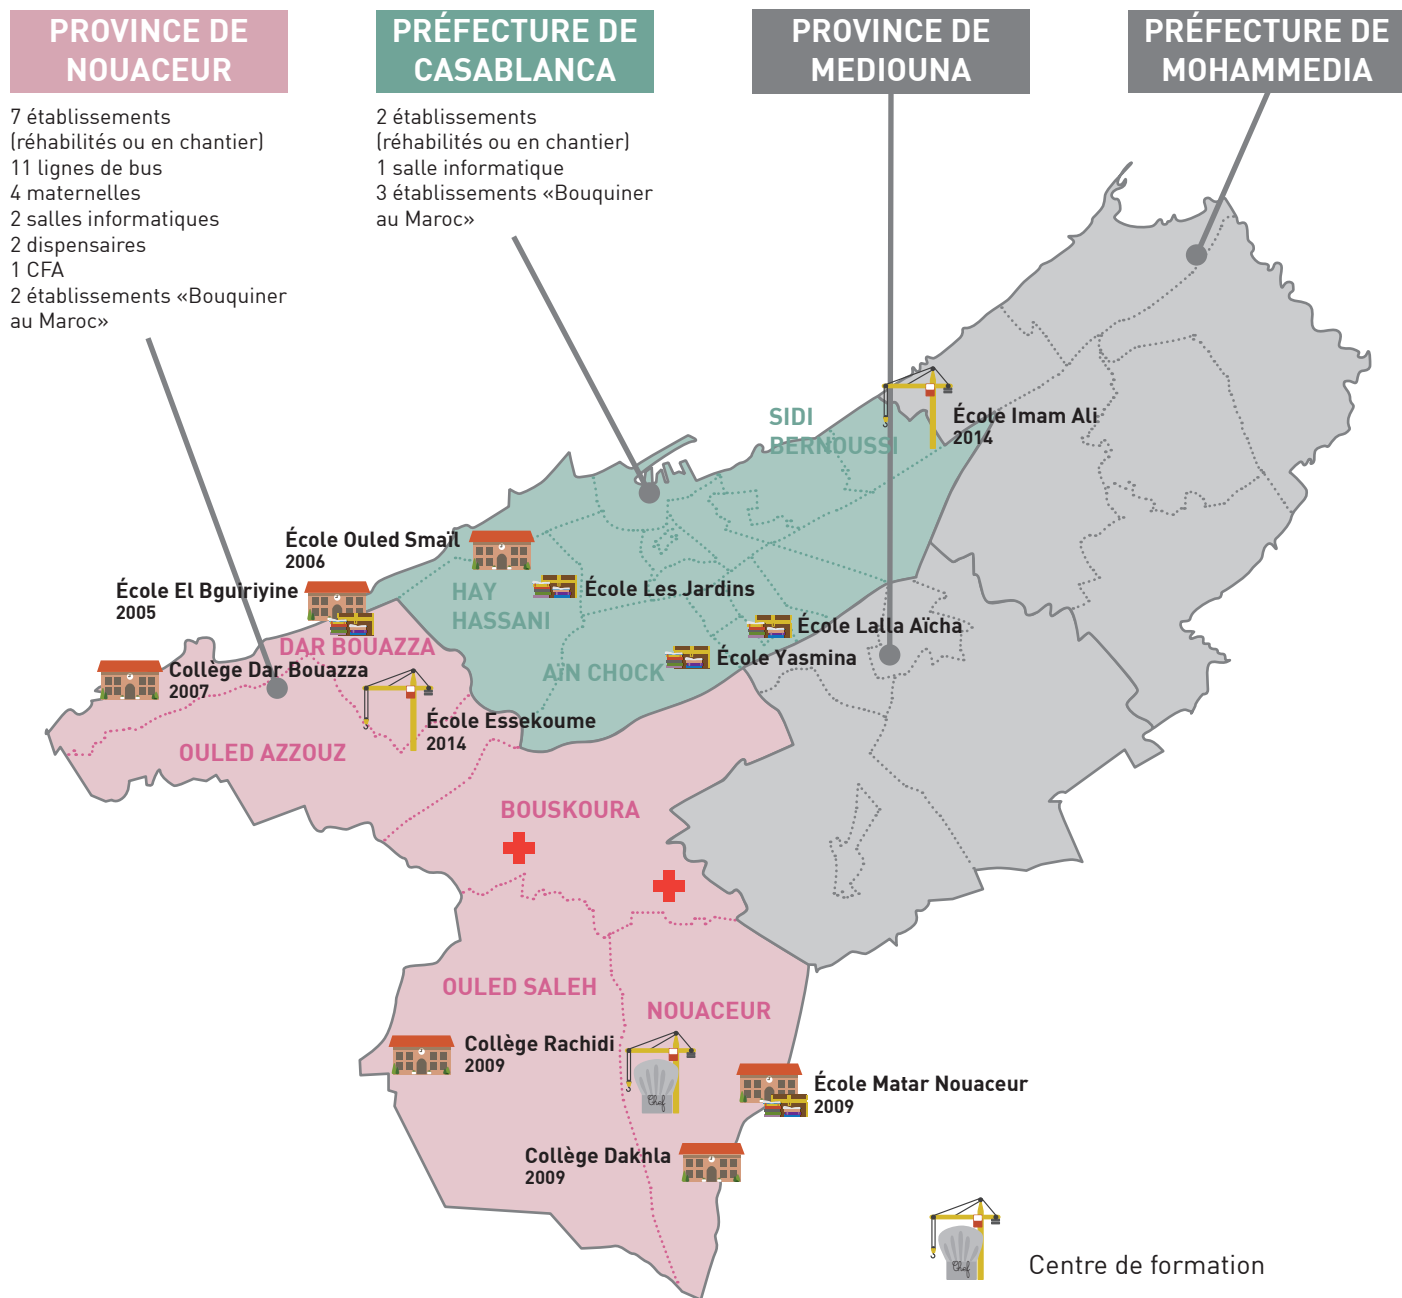 PROVINCE DE
NOUACEUR
7 établissements
(réhabilités ou en chantier)
11 lignes de bus
4 maternelles
2 salles informatiques
2 dispensaires
1 CFA
2 établissements «Bouquiner
au Maroc»
PRÉFECTURE DE
CASABLANCA
2 établissements
(réhabilités ou en chantier)
1 salle informatique
3 établissements «Bouquiner
au Maroc»
PROVINCE DE
MEDIOUNA
PRÉFECTURE DE
MOHAMMEDIA
SIDI
BERNOUSSI
École Imam Ali
2014
École Ouled Smaïl
2006
École El Bguiriyine
2005
HAY
HASSANI
École Les Jardins
École Lalla Aïcha
École Yasmina
AïN CHOCK
DAR BOUAZZA
Collège Dar Bouazza
2007
École Essekoume
2014
OULED AZZOUZ
BOUSKOURA
OULED SALEH
NOUACEUR
Collège Rachidi
2009
Chef
École Matar Nouaceur
2009
Collège Dakhla
2009
Chef
Centre de formation